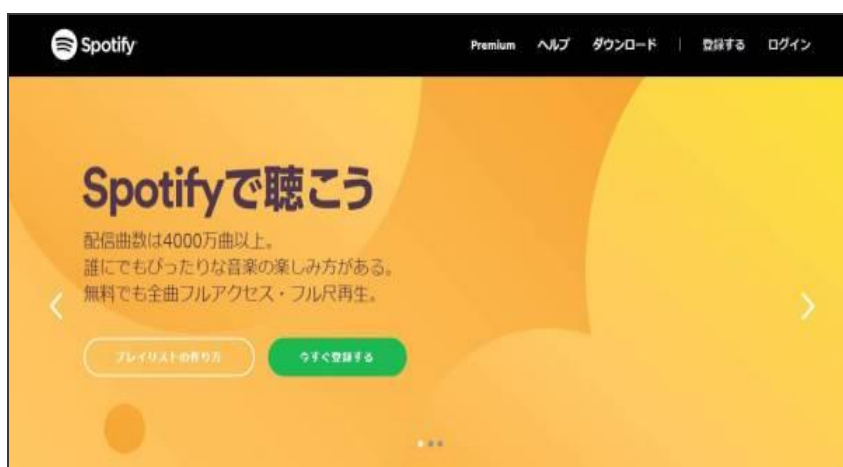 Spotify
Premium ヘルプ ダウンロード | 登録する ログイン
Spotifyで聴こう
配信曲数は4000万曲以上。
誰にでもぴったりな音楽の楽しみ方がある。
無料でも全曲フルアクセス・フル尺再生。
プレイリストの作り方 今すぐ登録する